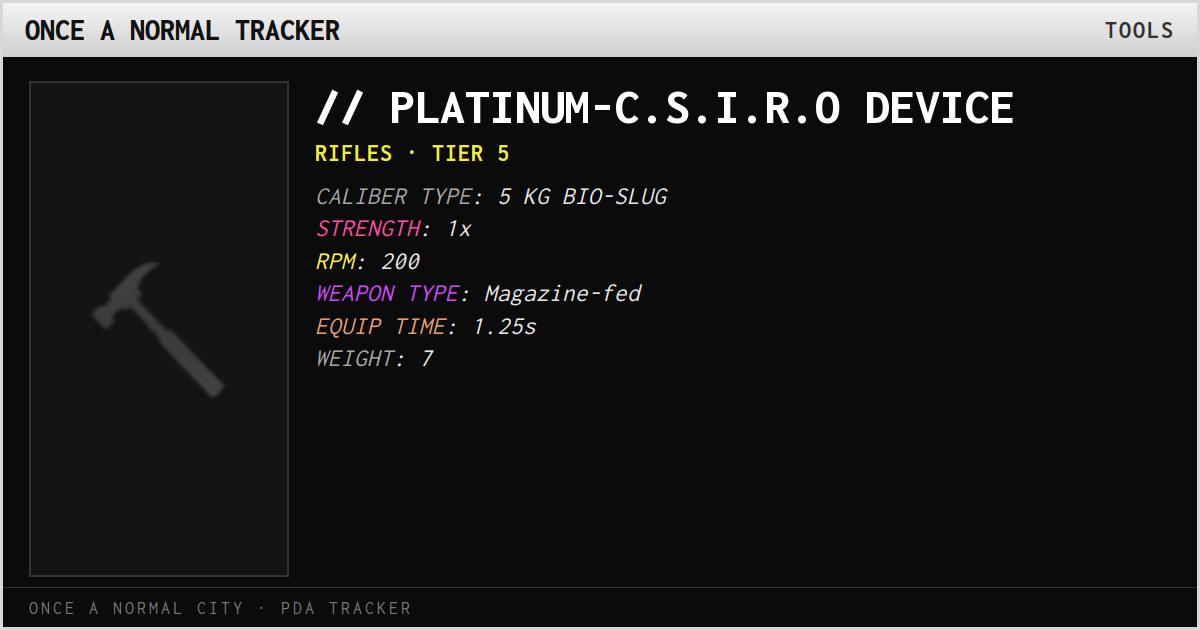 ONCE A NORMAL TRACKER
TOOLS
// PLATINUM-C.S.I.R.O DEVICE
RIFLES · TIER 5
CALIBER TYPE: 5 KG BIO-SLUG
STRENGTH: 1x
RPM: 200
WEAPON TYPE: Magazine-fed
EQUIP TIME: 1.25s
WEIGHT: 7
ONCE A NORMAL CITY · PDA TRACKER